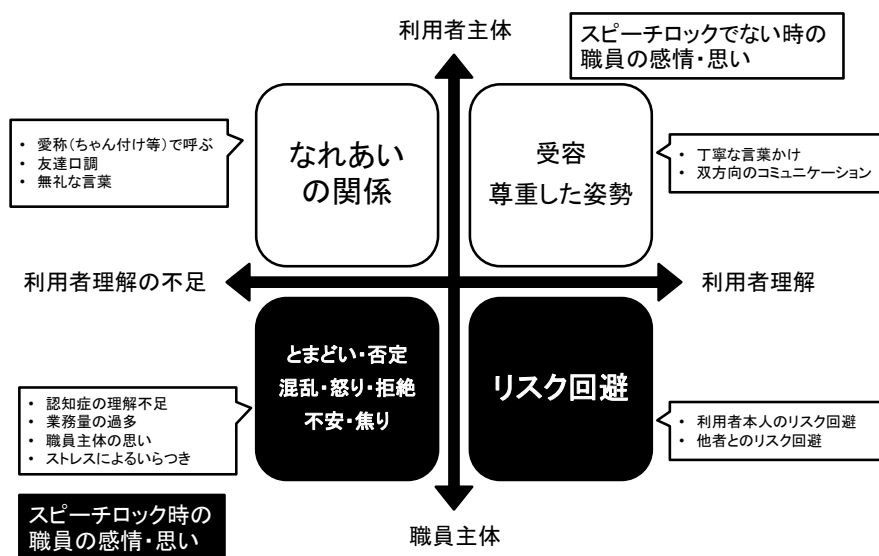 利用者主体
スピーチロックでない時の
職員の感情・思い
• 愛称(ちゃん付け等)で呼ぶ
• 友達口調
• 無礼な言葉
なれあい
の関係
受容
尊重した姿勢
• 丁寧な言葉かけ
• 双方向のコミュニケーション
利用者理解の不足
利用者理解
とまどい・否定
混乱・怒り・拒絶
不安・焦り
リスク回避
• 認知症の理解不足
• 業務量の過多
• 職員主体の思い
• ストレスによるいらつき
• 利用者本人のリスク回避
• 他者とのリスク回避
スピーチロック時の
職員の感情・思い
職員主体